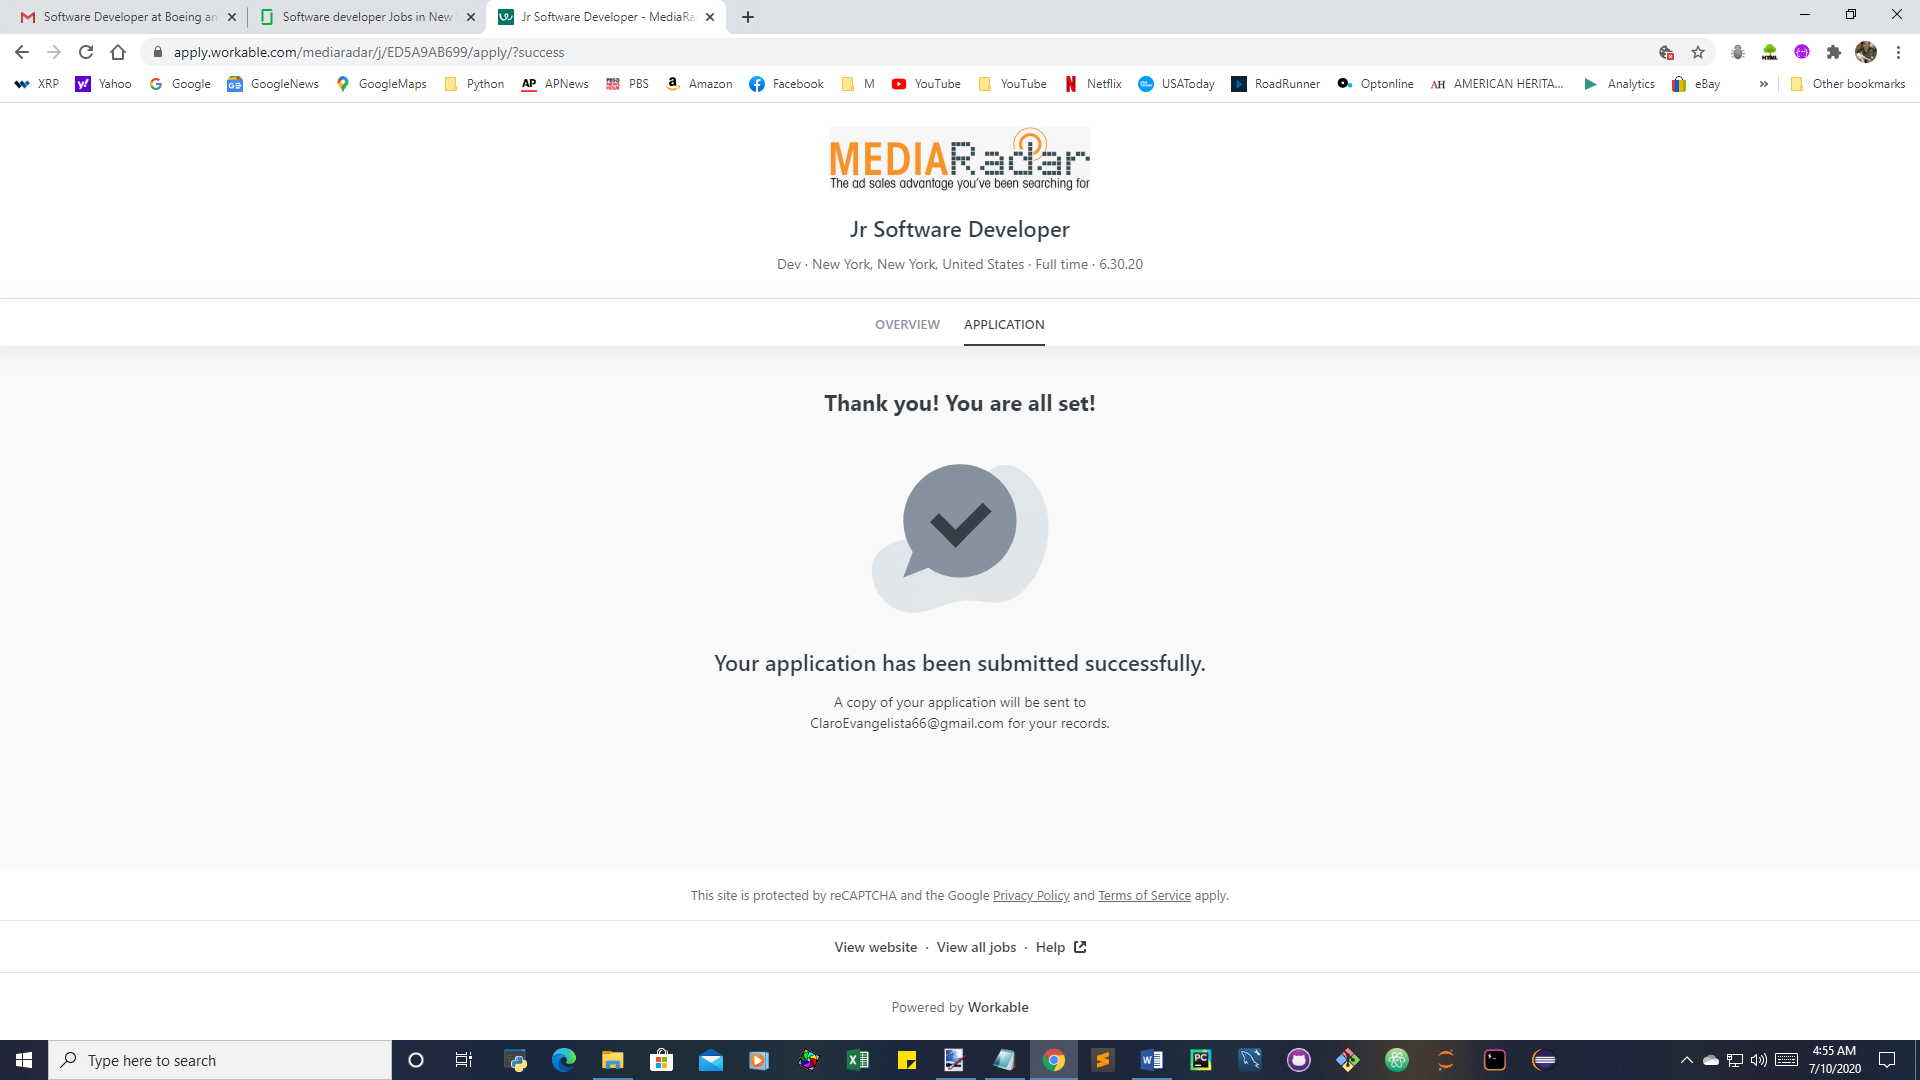 Software Developer at Boeing an
Software developer Jobs in New
Jr Software Developer - MediaRa
apply.workable.com/mediaradar/j/ED5A9AB699/apply/?success
XRP
Yahoo
Google
GoogleNews
GoogleMaps
Python
APNews
PBS
Amazon
Facebook
M
YouTube
YouTube
Netflix
USAToday
RoadRunner
Optonline
AMERICAN HERITA...
Analytics
eBay
»
Other bookmarks
MEDIARadar
The ad sales advantage you've been searching for
Jr Software Developer
Dev · New York, New York, United States · Full time · 6.30.20
OVERVIEW APPLICATION
Thank you! You are all set!
Your application has been submitted successfully.
A copy of your application will be sent to
ClaroEvangelista66@gmail.com for your records.
This site is protected by reCAPTCHA and the Google Privacy Policy and Terms of Service apply.
View website · View all jobs · Help
Powered by Workable
Type here to search
4:55 AM
7/10/2020